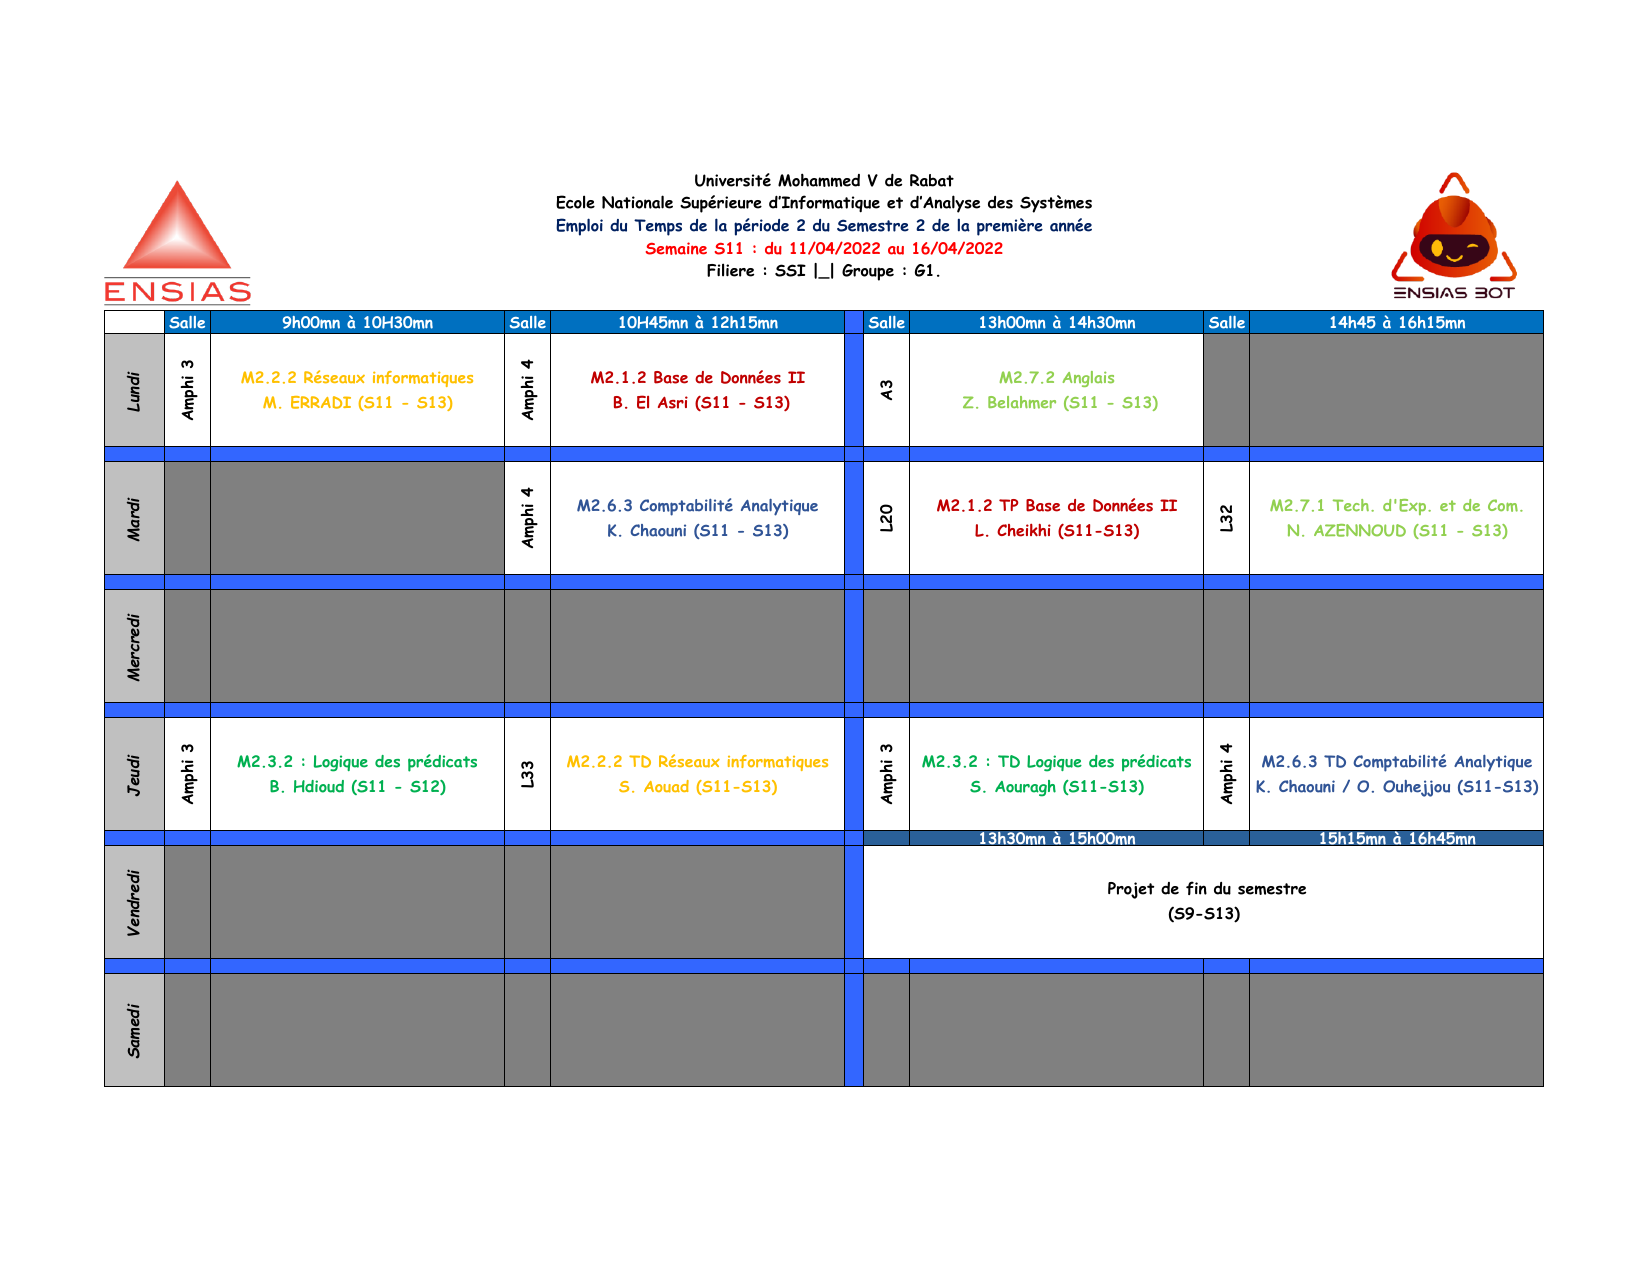 Université Mohammed V de Rabat
Ecole Nationale Supérieure d’Informatique et d’Analyse des Systèmes
Emploi du Temps de la période 2 du Semestre 2 de la première année
Semaine S11 : du 11/04/2022 au 16/04/2022
Filiere : SSI |_| Groupe : G1.
ENSIAS
ENSIAS BOT
Salle 9h00mn à 10H30mn Salle 10H45mn à 12h15mn Salle 13h00mn à 14h30mn Salle 14h45 à 16h15mn
Lundi
Amphi 3
M2.2.2 Réseaux informatiques
M. ERRADI (S11 - S13)
Amphi 4
M2.1.2 Base de Données II
B. El Asri (S11 - S13)
A3
M2.7.2 Anglais
Z. Belahmer (S11 - S13)
Mardi
Amphi 4
M2.6.3 Comptabilité Analytique
K. Chaouni (S11 - S13)
L20
M2.1.2 TP Base de Données II
L. Cheikhi (S11-S13)
L32
M2.7.1 Tech. d'Exp. et de Com.
N. AZENNOUD (S11 - S13)
Mercredi
Jeudi
Amphi 3
M2.3.2 : Logique des prédicats
B. Hdioud (S11 - S12)
L33
M2.2.2 TD Réseaux informatiques
S. Aouad (S11-S13)
Amphi 3
M2.3.2 : TD Logique des prédicats
S. Aouragh (S11-S13)
Amphi 4
M2.6.3 TD Comptabilité Analytique
K. Chaouni / O. Ouhejjou (S11-S13)
13h30mn à 15h00mn 15h15mn à 16h45mn
Vendredi
Projet de fin du semestre
(S9-S13)
Samedi